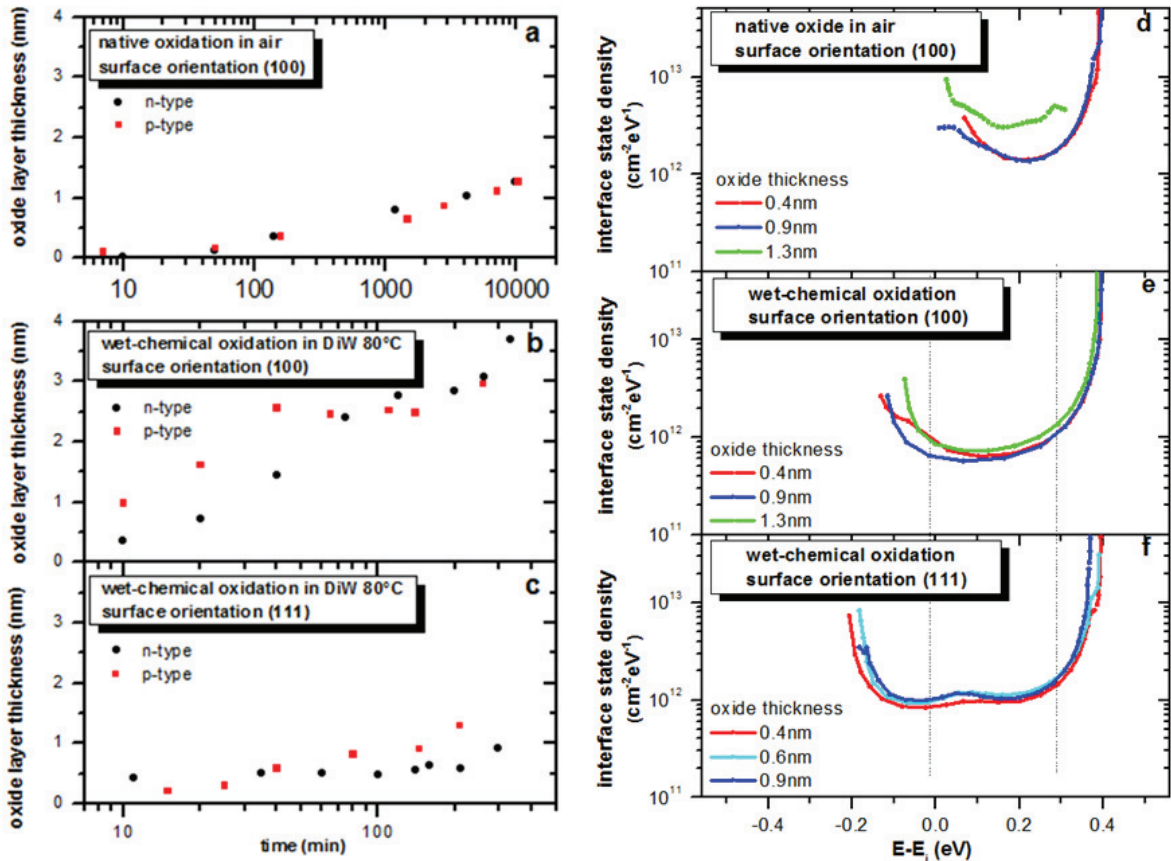 a
native oxidation in air
surface orientation (100)
n-type
p-type
oxide layer thickness (nm)
4
3
2
1
0
10
100
1000
10000
b
wet-chemical oxidation in DiW 80ºC
surface orientation (100)
n-type
p-type
oxide layer thickness (nm)
4
3
2
1
0
c
wet-chemical oxidation in DiW 80ºC
surface orientation (111)
n-type
p-type
oxide layer thickness (nm)
3
2
1
0
10
100
time (min)
d
native oxide in air
surface orientation (100)
interface state density
(cm⁻²eV⁻¹)
10¹³
10¹²
10¹¹
oxide thickness
0.4nm
0.9nm
1.3nm
e
wet-chemical oxidation
surface orientation (100)
interface state density
(cm⁻²eV⁻¹)
10¹³
10¹²
10¹¹
oxide thickness
0.4nm
0.9nm
1.3nm
f
wet-chemical oxidation
surface orientation (111)
interface state density
(cm⁻²eV⁻¹)
10¹³
10¹²
10¹¹
oxide thickness
0.4nm
0.6nm
0.9nm
-0.4
-0.2
0.0
0.2
0.4
E-Eᵢ (eV)